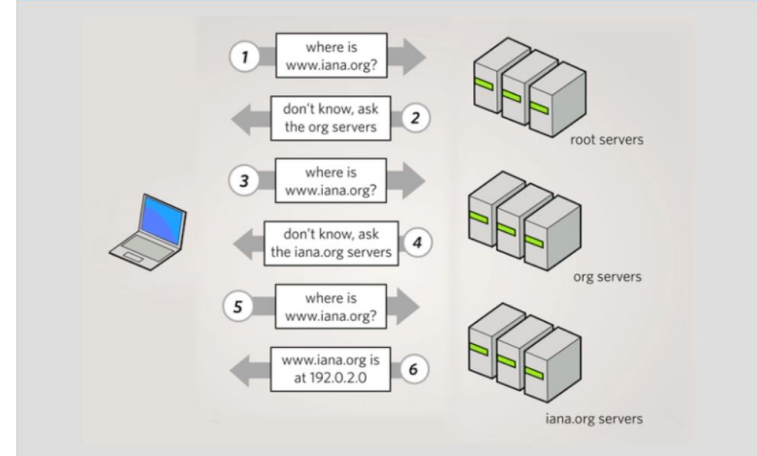 1
where is
www.iana.org?
don't know, ask
the org servers
2
root servers
3
where is
www.iana.org?
don't know, ask
the iana.org servers
4
org servers
5
where is
www.iana.org?
www.iana.org is
at 192.0.2.0
6
iana.org servers